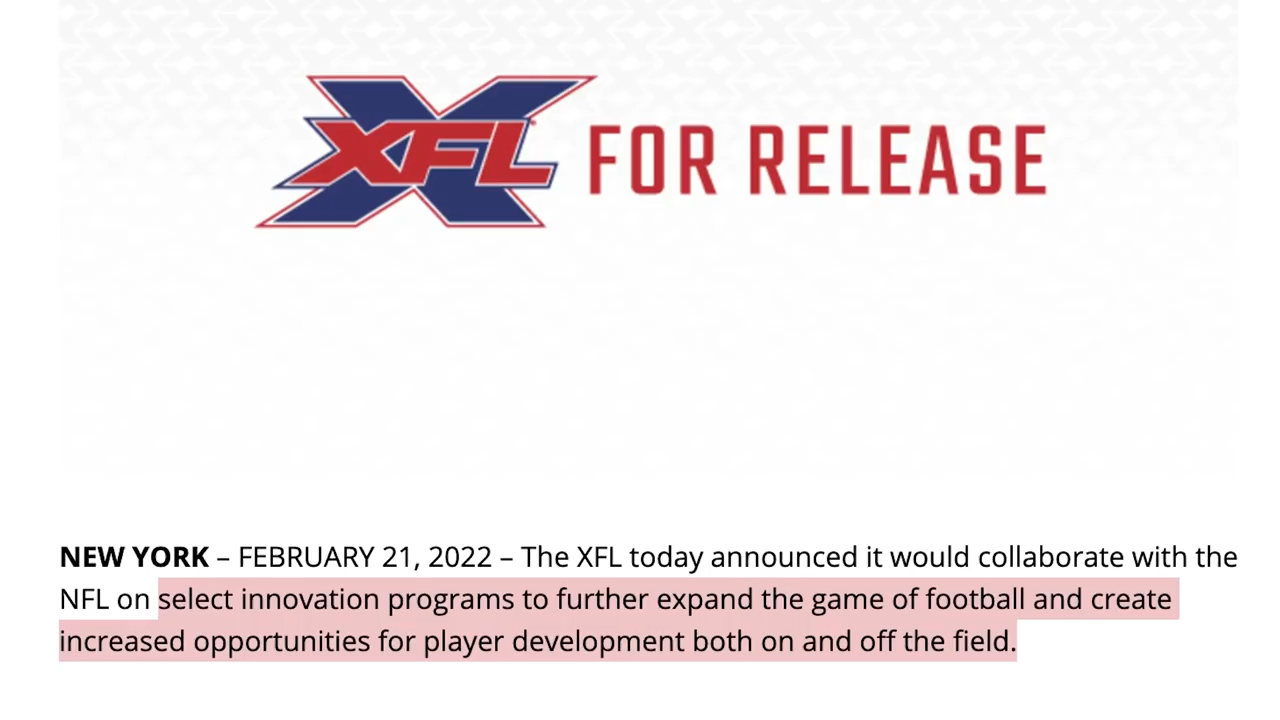 XFL FOR RELEASE
NEW YORK – FEBRUARY 21, 2022 – The XFL today announced it would collaborate with the
NFL on select innovation programs to further expand the game of football and create
increased opportunities for player development both on and off the field.